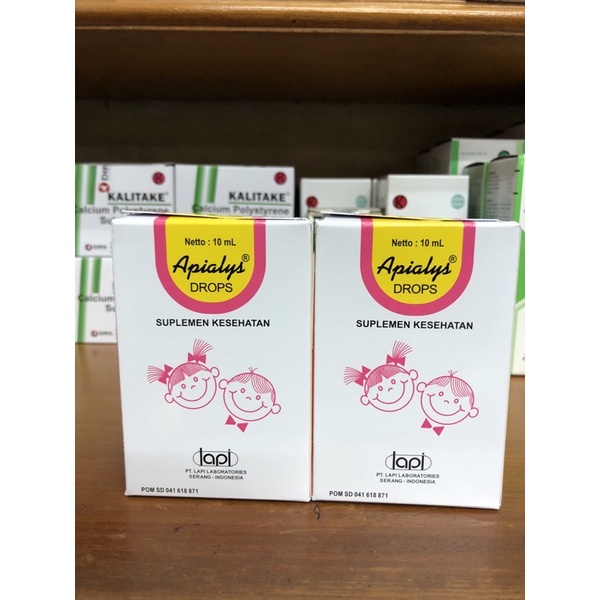 Netto : 10 mL
Apialys®
DROPS
SUPLEMEN KESEHATAN
lapi
PT. LAPI LABORATORIES
SERANG - INDONESIA
POM SD 041 618 871
Netto : 10 mL
Apialys®
DROPS
SUPLEMEN KESEHATAN
lapi
PT. LAPI LABORATORIES
SERANG - INDONESIA
POM SD 041 618 871
KALITAKE®
Calcium Polystyrene
KALITAKE®
Calcium Polystyrene